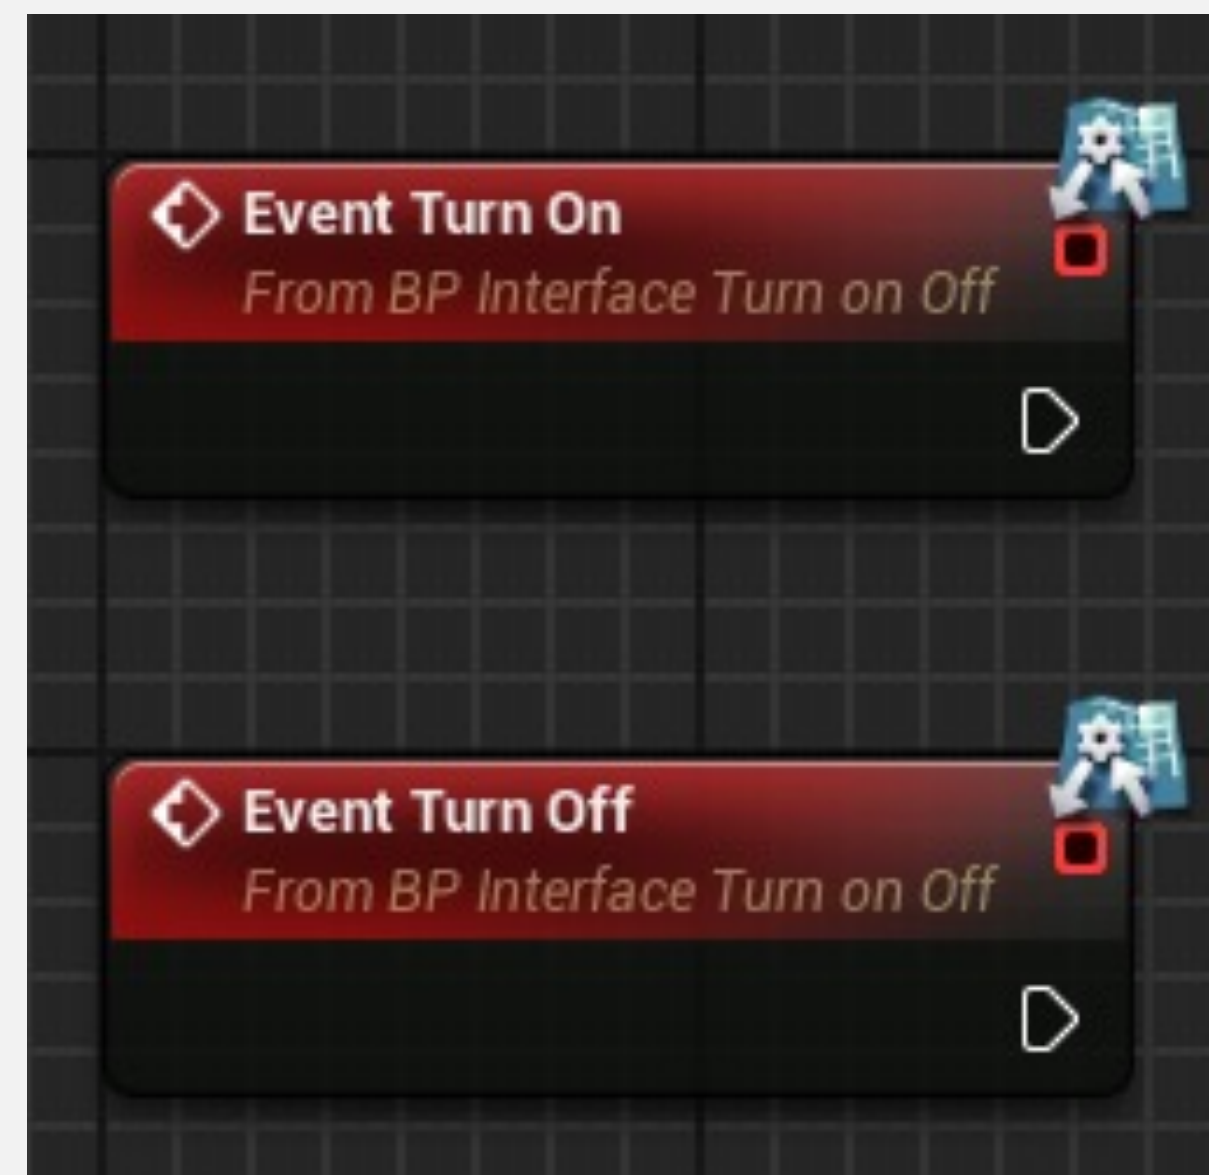 Event Turn On
From BP Interface Turn on Off
Event Turn Off
From BP Interface Turn on Off